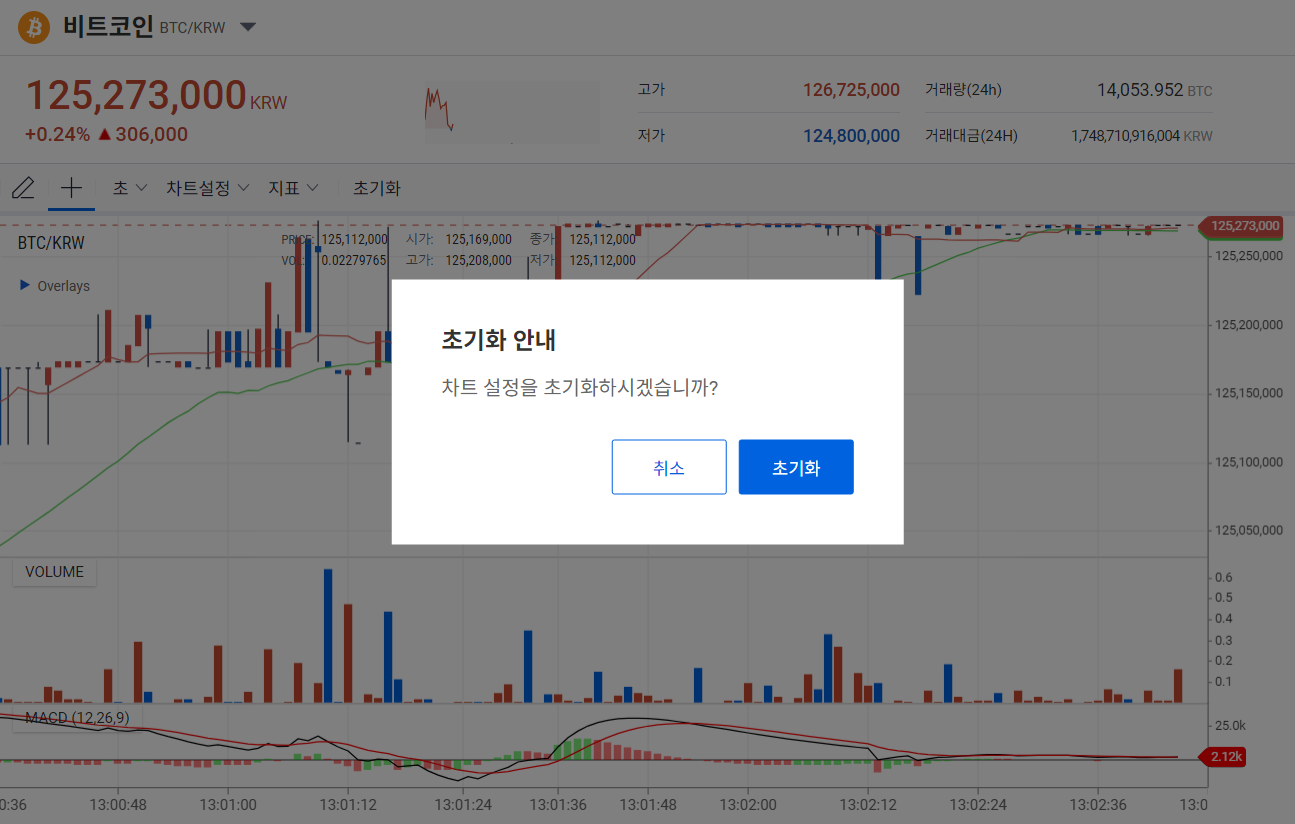 비트코인 BTC/KRW
125,273,000 KRW
+0.24% ▲ 306,000
고가 126,725,000 거래량(24h) 14,053.952 BTC
저가 124,800,000 거래대금(24H) 1,748,710,916,004 KRW
초 차트설정 지표 초기화
BTC/KRW
PRICE: 125,112,000 시가: 125,169,000 종가: 125,112,000
VOL: 0.02279765 고가: 125,208,000 저가: 125,112,000
Overlays
125,273,000
125,250,000
125,200,000
125,150,000
125,100,000
125,050,000
초기화 안내
차트 설정을 초기화하시겠습니까?
취소 초기화
VOLUME
0.6
0.5
0.4
0.3
0.2
0.1
MACD (12,26,9)
25.0k
2.12k
0:36 13:00:48 13:01:00 13:01:12 13:01:24 13:01:36 13:01:48 13:02:00 13:02:12 13:02:24 13:02:36 13:0